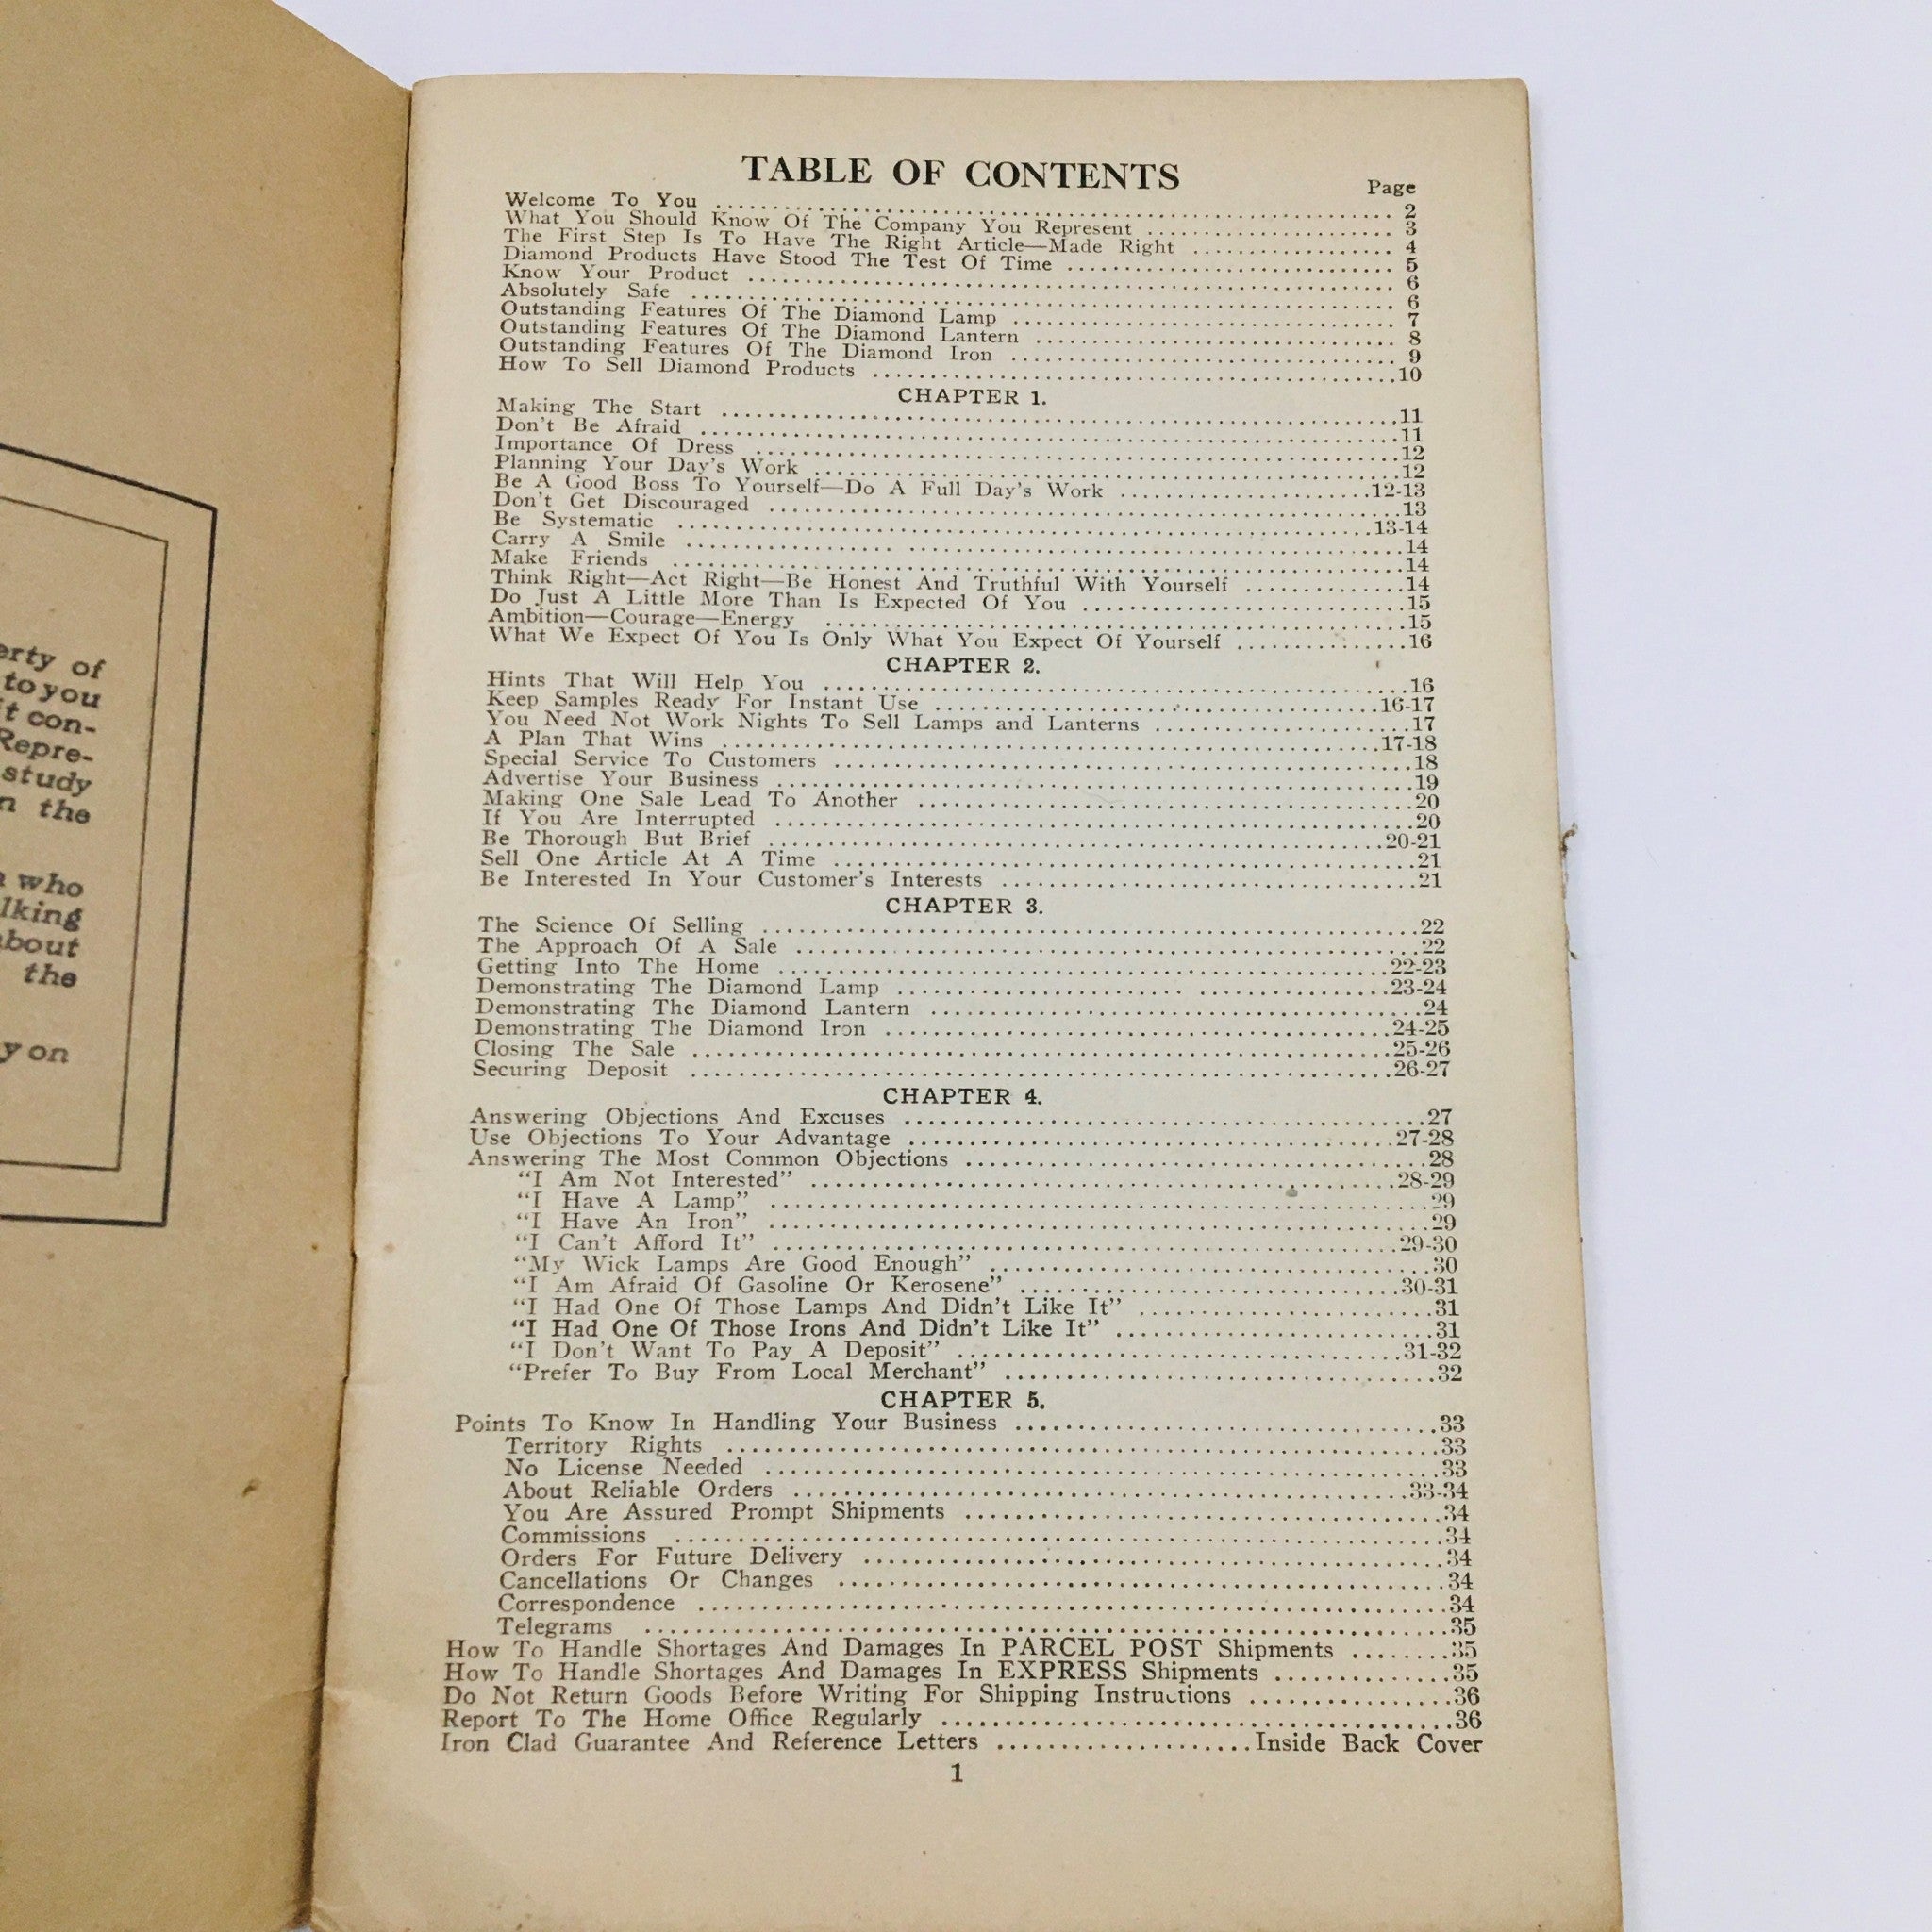 erty of
to you
it con-
Repre-
study
n the
who
lking
about
the
y on
TABLE OF CONTENTS
Page
Welcome To You ........ 2
What You Should Know Of The Company You Represent ........ 3
The First Step Is To Have The Right Article—Made Right ........ 4
Diamond Products Have Stood The Test Of Time ........ 5
Know Your Product ........ 6
Absolutely Safe ........ 6
Outstanding Features Of The Diamond Lamp ........ 7
Outstanding Features Of The Diamond Lantern ........ 8
Outstanding Features Of The Diamond Iron ........ 9
How To Sell Diamond Products ........ 10
CHAPTER 1.
Making The Start ........ 11
Don't Be Afraid ........ 11
Importance Of Dress ........ 12
Planning Your Day's Work ........ 12
Be A Good Boss To Yourself—Do A Full Day's Work ........ 12-13
Don't Get Discouraged ........ 13
Be Systematic ........ 13-14
Carry A Smile ........ 14
Make Friends ........ 14
Think Right—Act Right—Be Honest And Truthful With Yourself ........ 14
Do Just A Little More Than Is Expected Of You ........ 15
Ambition—Courage—Energy ........ 15
What We Expect Of You Is Only What You Expect Of Yourself ........ 16
CHAPTER 2.
Hints That Will Help You ........ 16
Keep Samples Ready For Instant Use ........ 16-17
You Need Not Work Nights To Sell Lamps and Lanterns ........ 17
A Plan That Wins ........ 17-18
Special Service To Customers ........ 18
Advertise Your Business ........ 19
Making One Sale Lead To Another ........ 20
If You Are Interrupted ........ 20
Be Thorough But Brief ........ 20-21
Sell One Article At A Time ........ 21
Be Interested In Your Customer's Interests ........ 21
CHAPTER 3.
The Science Of Selling ........ 22
The Approach Of A Sale ........ 22
Getting Into The Home ........ 22-23
Demonstrating The Diamond Lamp ........ 23-24
Demonstrating The Diamond Lantern ........ 24
Demonstrating The Diamond Iron ........ 24-25
Closing The Sale ........ 25-26
Securing Deposit ........ 26-27
CHAPTER 4.
Answering Objections And Excuses ........ 27
Use Objections To Your Advantage ........ 27-28
Answering The Most Common Objections ........ 28
"I Am Not Interested" ........ 28-29
"I Have A Lamp" ........ 29
"I Have An Iron" ........ 29
"I Can't Afford It" ........ 29-30
"My Wick Lamps Are Good Enough" ........ 30
"I Am Afraid Of Gasoline Or Kerosene" ........ 30-31
"I Had One Of Those Lamps And Didn't Like It" ........ 31
"I Had One Of Those Irons And Didn't Like It" ........ 31
"I Don't Want To Pay A Deposit" ........ 31-32
"Prefer To Buy From Local Merchant" ........ 32
CHAPTER 5.
Points To Know In Handling Your Business ........ 33
Territory Rights ........ 33
No License Needed ........ 33
About Reliable Orders ........ 33-34
You Are Assured Prompt Shipments ........ 34
Commissions ........ 34
Orders For Future Delivery ........ 34
Cancellations Or Changes ........ 34
Correspondence ........ 34
Telegrams ........ 35
How To Handle Shortages And Damages In PARCEL POST Shipments ........ 35
How To Handle Shortages And Damages In EXPRESS Shipments ........ 35
Do Not Return Goods Before Writing For Shipping Instructions ........ 36
Report To The Home Office Regularly ........ 36
Iron Clad Guarantee And Reference Letters ........ Inside Back Cover
1